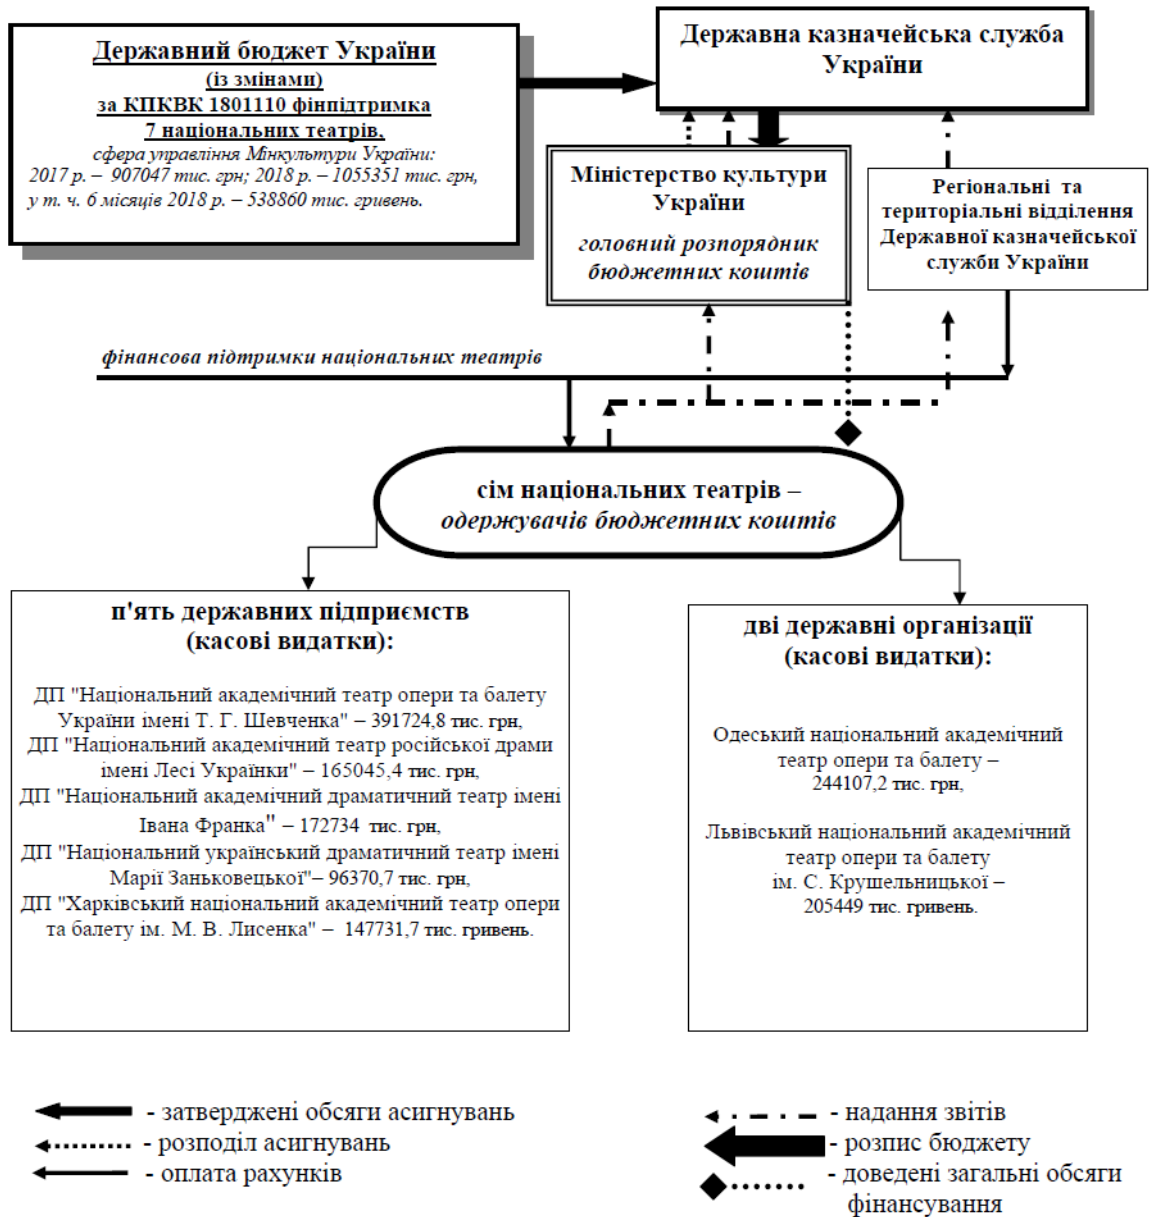 Державний бюджет України
(із змінами)
за КПКВК 1801110 фінпідтримка
7 національних театрів,
сфера управління Мінкультури України:
2017 р. – 907047 тис. грн; 2018 р. – 1055351 тис. грн,
у т. ч. 6 місяців 2018 р. – 538860 тис. гривень.
Державна казначейська служба
України
Міністерство культури
України
головний розпорядник
бюджетних коштів
Регіональні та
територіальні відділення
Державної казначейської
служби України
фінансова підтримки національних театрів
сім національних театрів –
одержувачів бюджетних коштів
п'ять державних підприємств
(касові видатки):
ДП "Національний академічний театр опери та балету
України імені Т. Г. Шевченка" – 391724,8 тис. грн,
ДП "Національний академічний театр російської драми
імені Лесі Українки" – 165045,4 тис. грн,
ДП "Національний академічний драматичний театр імені
Івана Франка" – 172734 тис. грн,
ДП "Національний український драматичний театр імені
Марії Заньковецької"– 96370,7 тис. грн,
ДП "Харківський національний академічний театр опери
та балету ім. М. В. Лисенка" – 147731,7 тис. гривень.
дві державні організації
(касові видатки):
Одеський національний академічний
театр опери та балету –
244107,2 тис. грн,
Львівський національний академічний
театр опери та балету
ім. С. Крушельницької –
205449 тис. гривень.
- затверджені обсяги асигнувань
- розподіл асигнувань
- оплата рахунків
- надання звітів
- розпис бюджету
- доведені загальні обсяги
фінансування